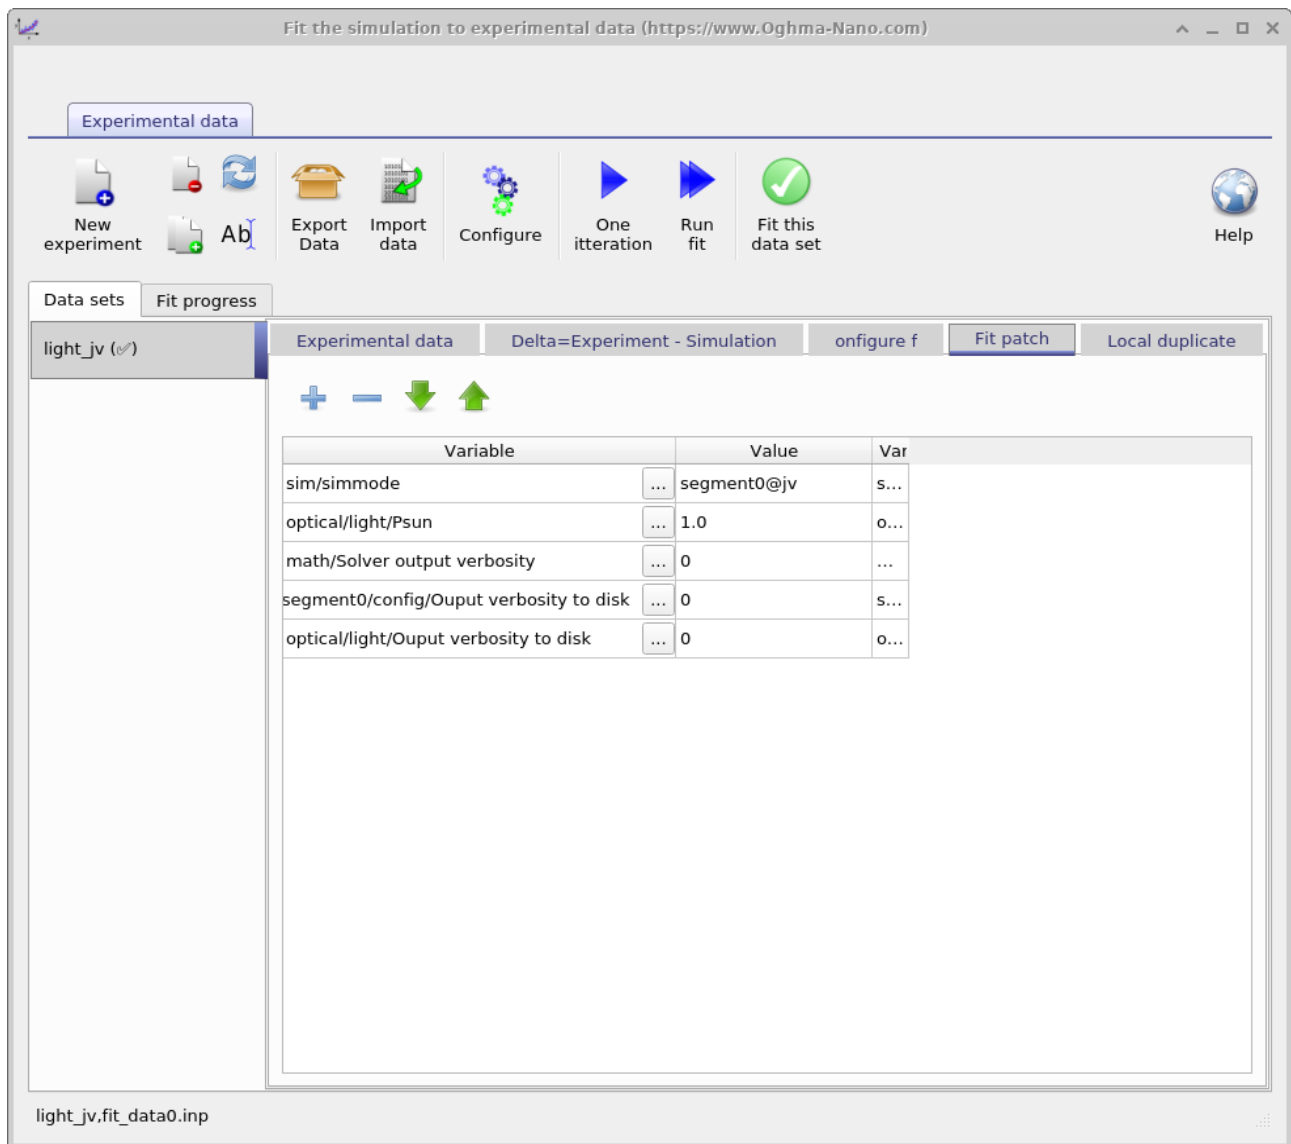 Fit the simulation to experimental data (https://www.Oghma-Nano.com)
Experimental data
New experiment
Ab
Export Data
Import data
Configure
One itteration
Run fit
Fit this data set
Help
Data sets
Fit progress
light_jv (✅)
Experimental data
Delta=Experiment - Simulation
onfigure f
Fit patch
Local duplicate
Variable Value Var
sim/simmode ... segment0@jv s...
optical/light/Psun ... 1.0 o...
math/Solver output verbosity ... 0 ...
segment0/config/Ouput verbosity to disk ... 0 s...
optical/light/Ouput verbosity to disk ... 0 o...
light_jv,fit_data0.inp